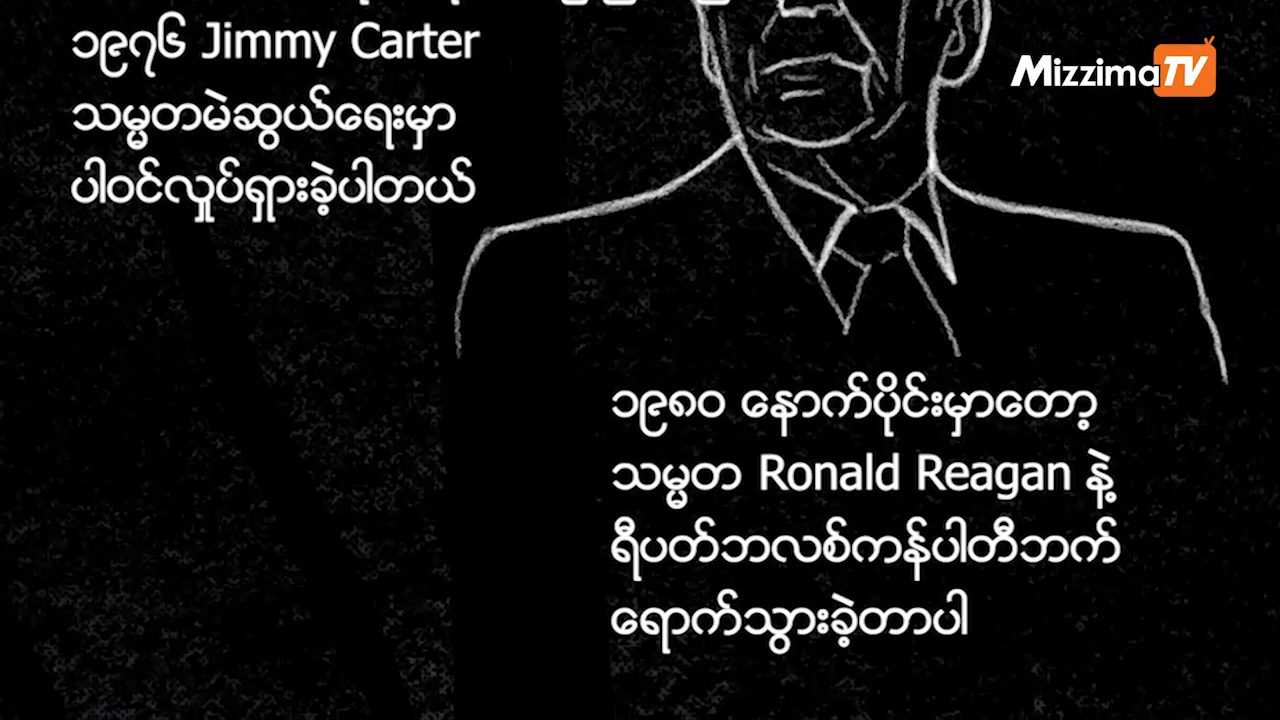 ၁၉၇၆ Jimmy Carter
သမ္မတမဲဆွယ်ရေးမှာ
ပါဝင်လှုပ်ရှားခဲ့ပါတယ်
MizzimaTV
၁၉၈၀ နောက်ပိုင်းမှာတော့
သမ္မတ Ronald Reagan နဲ့
ရီပတ်ဘလစ်ကန်ပါတီဘက်
ရောက်သွားခဲ့တာပါ